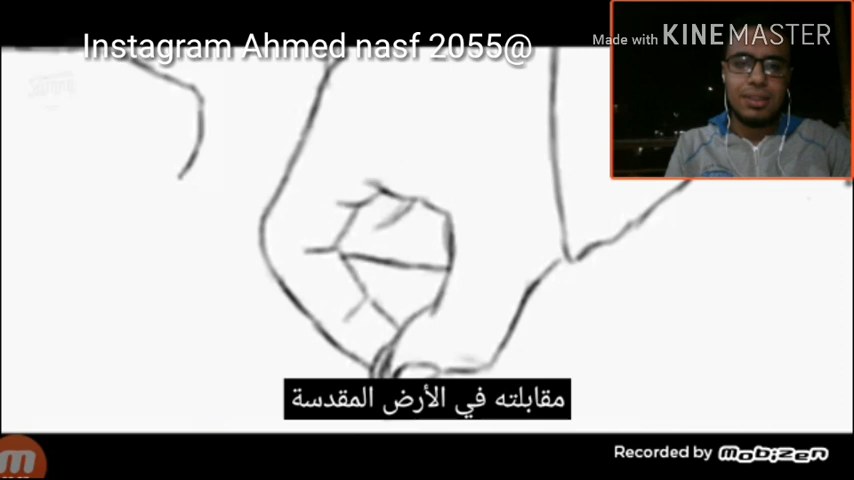 Instagram Ahmed nasf 2055@
Made with KINEMASTER
مقابلته في الأرض المقدسة
Recorded by mobizen